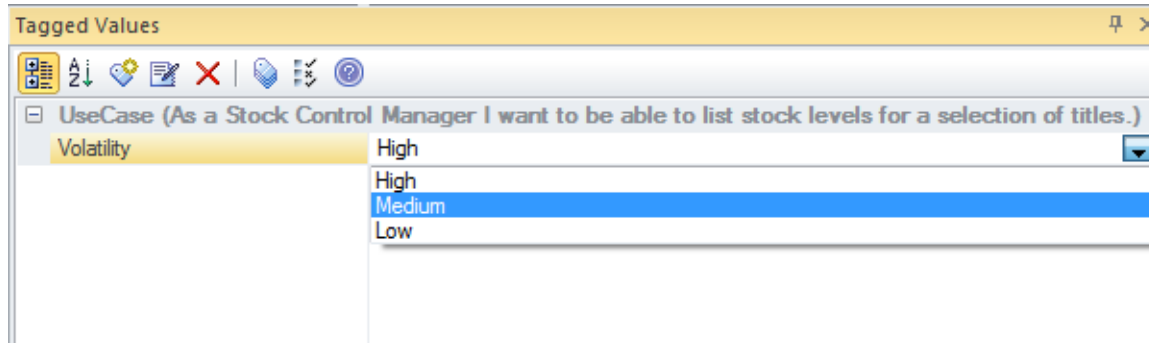 Tagged Values
UseCase (As a Stock Control Manager I want to be able to list stock levels for a selection of titles.)
Volatility High
High
Medium
Low